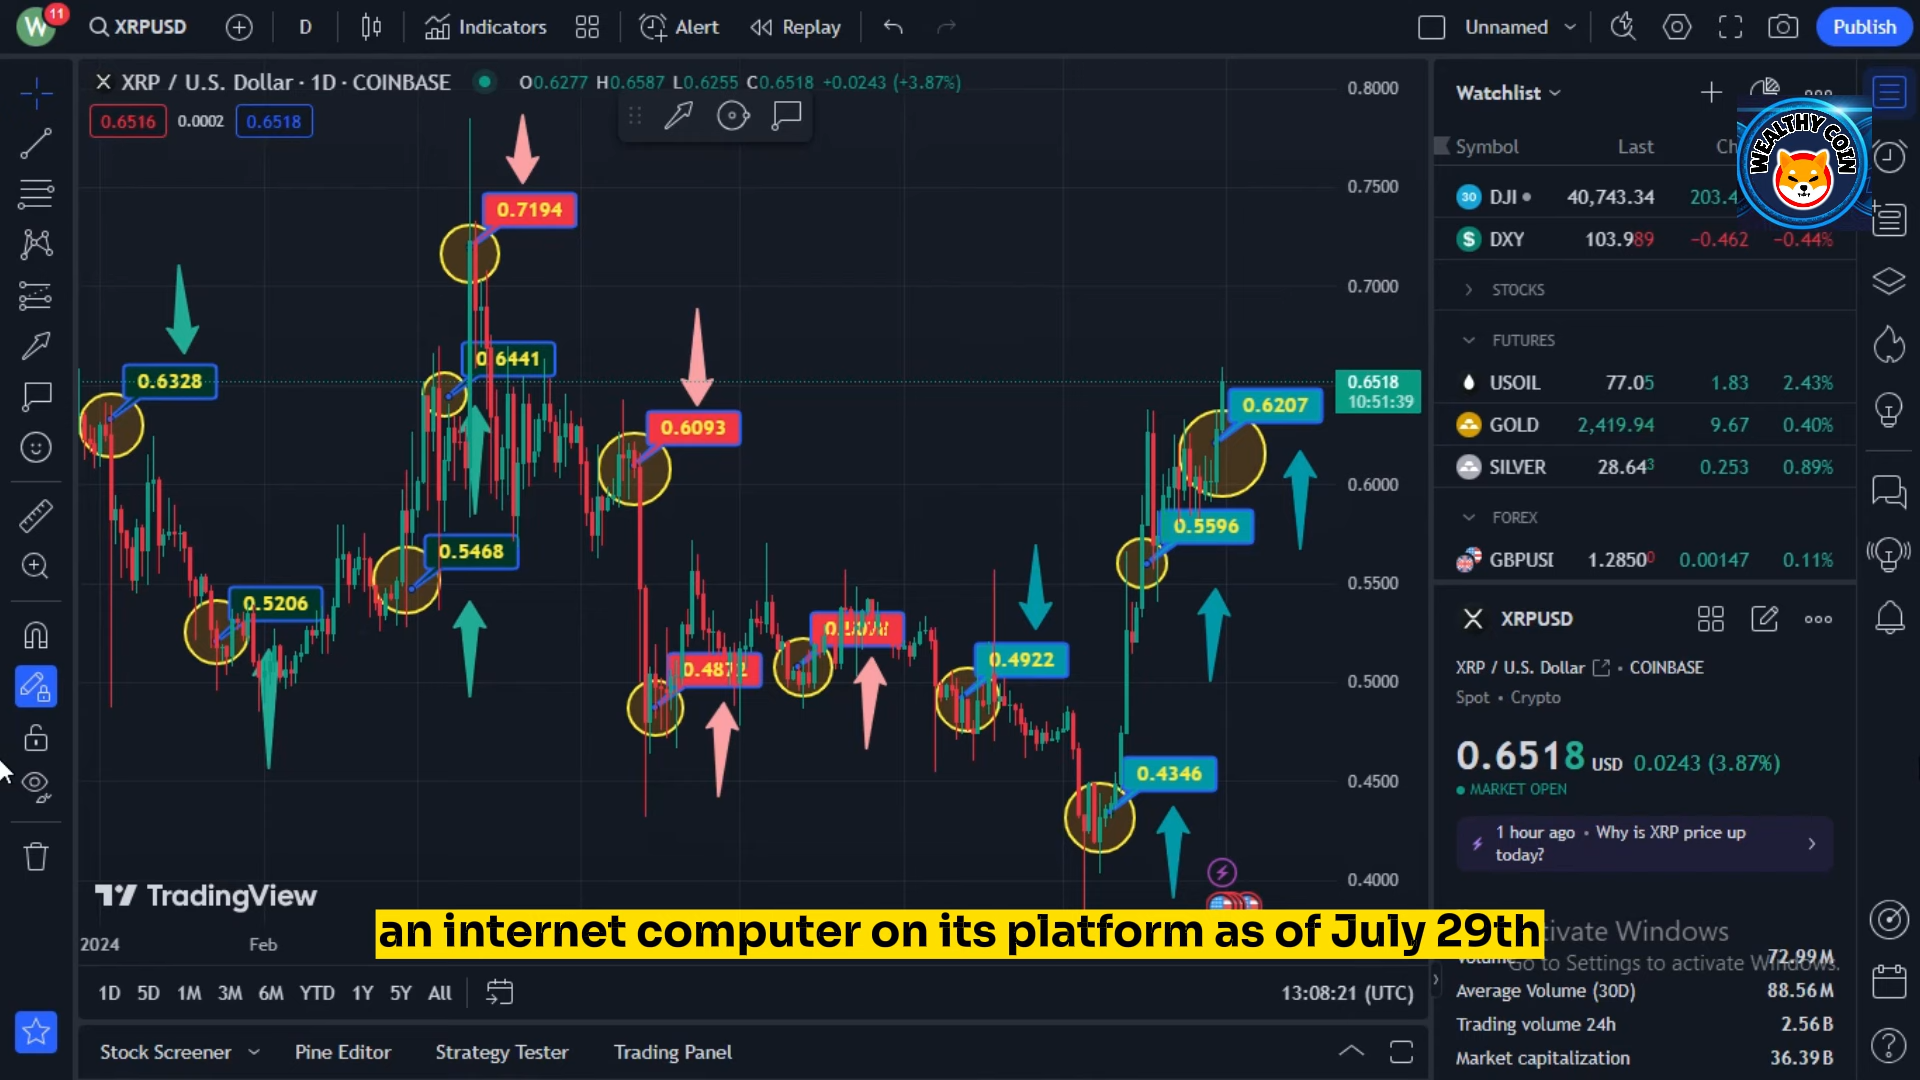 W 11 XRPUSD D Indicators Alert Replay Unnamed Publish
XRP / U.S. Dollar · 1D · COINBASE O0.6277 H0.6587 L0.6255 C0.6518 +0.0243 (+3.87%)
0.6516 0.0002 0.6518
0.8000
0.7500
0.7000
0.6518
10:51:39
0.6000
0.5500
0.5000
0.4500
0.4000
0.7194
0.6441
0.6328
0.6093
0.6207
0.5468
0.5596
0.5206
0.4922
0.4872
0.4346
TradingView
an internet computer on its platform as of July 29th
2024 Feb
1D 5D 1M 3M 6M YTD 1Y 5Y All 13:08:21 (UTC)
Stock Screener Pine Editor Strategy Tester Trading Panel
Watchlist
WEALTHY COIN
Symbol Last
30 DJI 40,743.34 203.4
$ DXY 103.989 −0.462 −0.44%
STOCKS
FUTURES
USOIL 77.05 1.83 2.43%
GOLD 2,419.94 9.67 0.40%
SILVER 28.643 0.253 0.89%
FOREX
GBPUSI 1.28500 0.00147 0.11%
XRPUSD
XRP / U.S. Dollar • COINBASE
Spot • Crypto
0.6518 USD 0.0243 (3.87%)
MARKET OPEN
1 hour ago • Why is XRP price up
today?
Volume 72.99M
Go to Settings to activate Windows.
Average Volume (30D) 88.56M
Trading volume 24h 2.56B
Market capitalization 36.39B